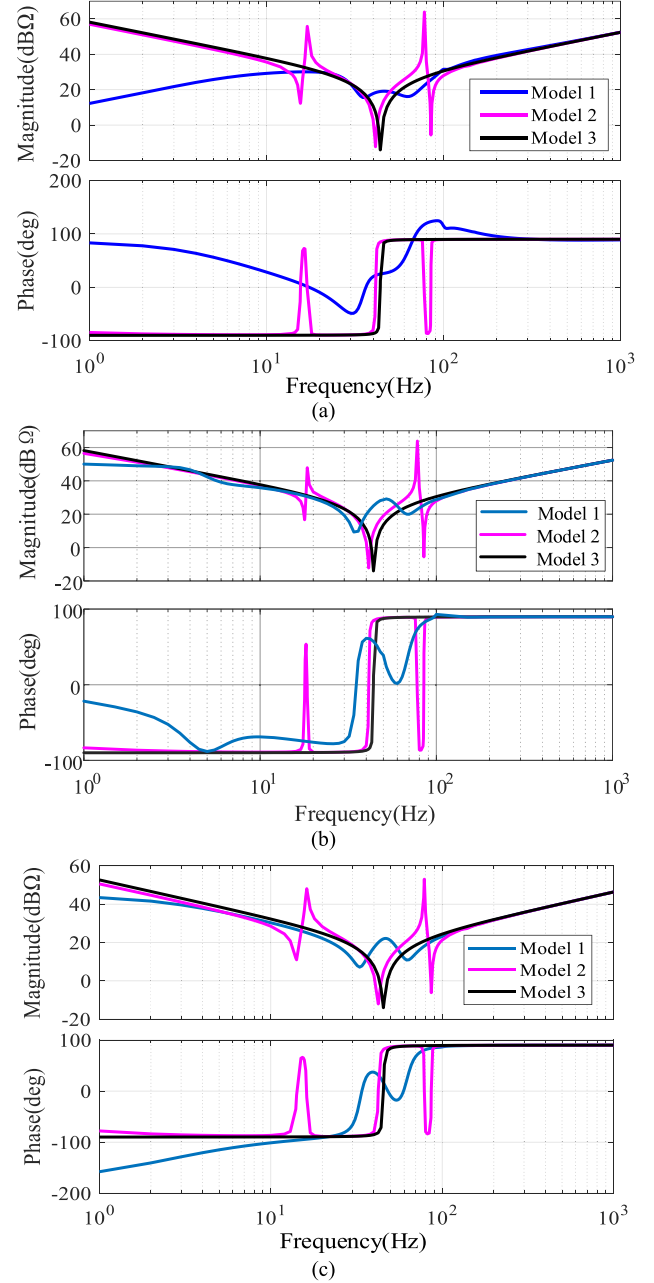 Magnitude(dBΩ)
60
40
20
0
-20
Model 1
Model 2
Model 3
Phase(deg)
200
100
0
-100
10^0 10^1 10^2 10^3
Frequency(Hz)
(a)
Magnitude(dB Ω)
60
40
20
0
-20
Model 1
Model 2
Model 3
Phase(deg)
100
0
-100
10^0 10^1 10^2 10^3
Frequency(Hz)
(b)
Magnitude(dBΩ)
60
40
20
0
-20
Model 1
Model 2
Model 3
Phase(deg)
100
0
-100
-200
10^0 10^1 10^2 10^3
Frequency(Hz)
(c)